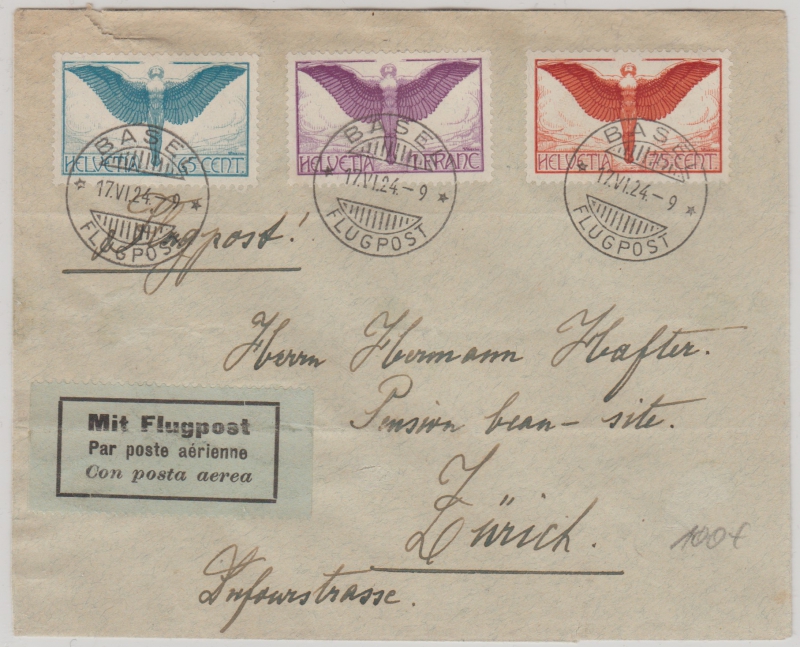 HELVETIA 65 CENT.
HELVETIA 1 FRANC
HELVETIA 75 CENT.
BASEL
17.VI.24.–9
FLUGPOST
BASEL
17.VI.24.–9
FLUGPOST
BASEL
17.VI.24.–9
FLUGPOST
Flugpost!
Herrn Hermann Hafter.
Pension beau-site.
Mit Flugpost
Par poste aérienne
Con posta aerea
Zürich.
100€
Dufourstrasse.